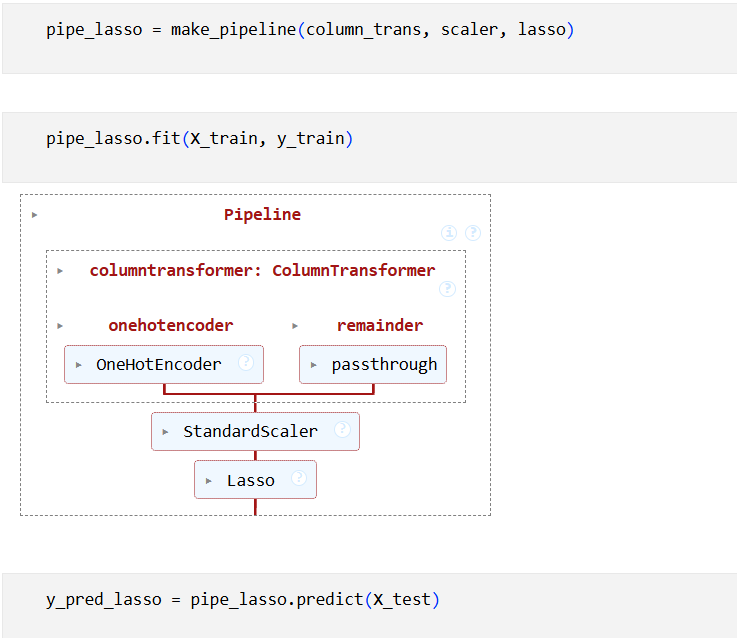 pipe_lasso = make_pipeline(column_trans, scaler, lasso)
pipe_lasso.fit(X_train, y_train)
Pipeline
i ?
columntransformer: ColumnTransformer
?
onehotencoder remainder
OneHotEncoder ? passthrough
StandardScaler ?
Lasso ?
y_pred_lasso = pipe_lasso.predict(X_test)